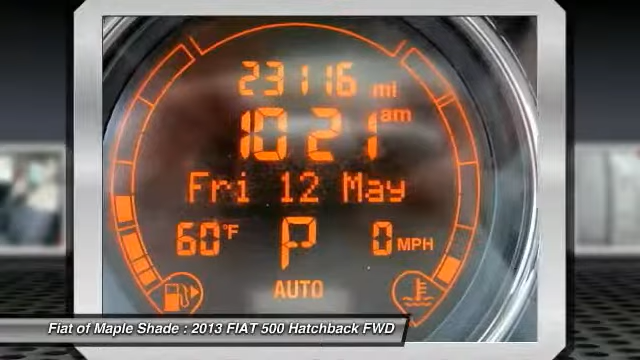 23116 mi
1021 am
Fri 12 May
60°F P 0 MPH
AUTO
Fiat of Maple Shade : 2013 FIAT 500 Hatchback FWD